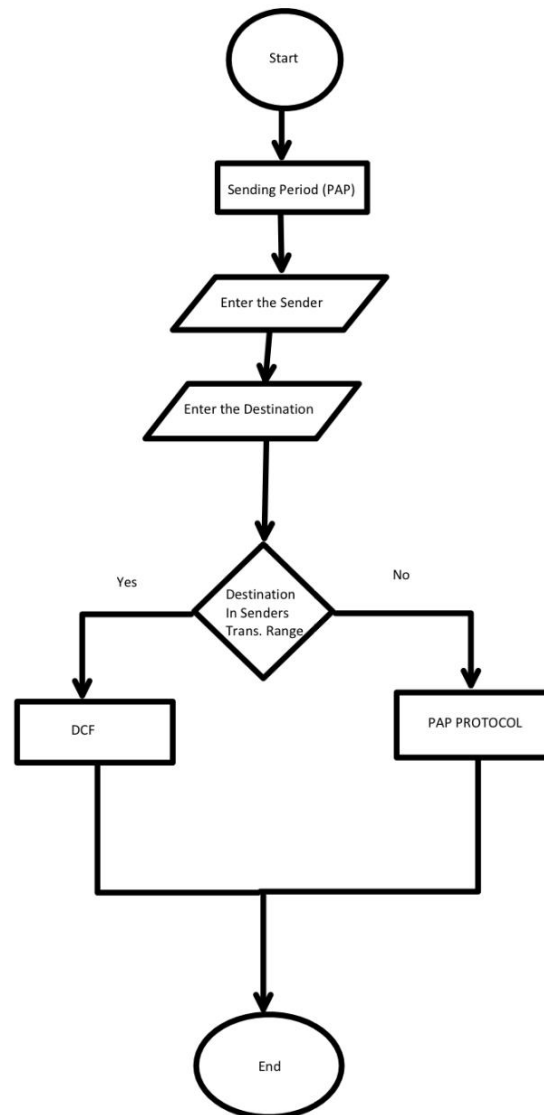 Start
Sending Period (PAP)
Enter the Sender
Enter the Destination
Yes
No
Destination
In Senders
Trans. Range
DCF
PAP PROTOCOL
End